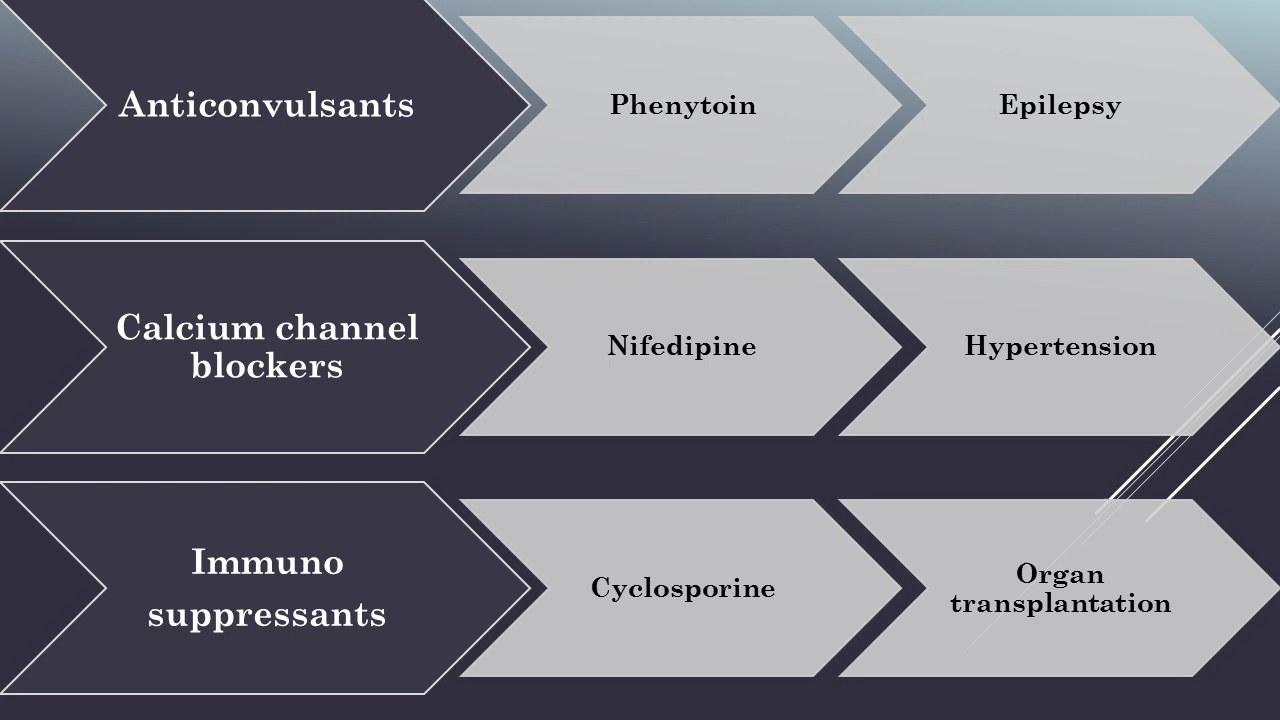 Anticonvulsants
Phenytoin
Epilepsy
Calcium channel
blockers
Nifedipine
Hypertension
Immuno
suppressants
Cyclosporine
Organ
transplantation